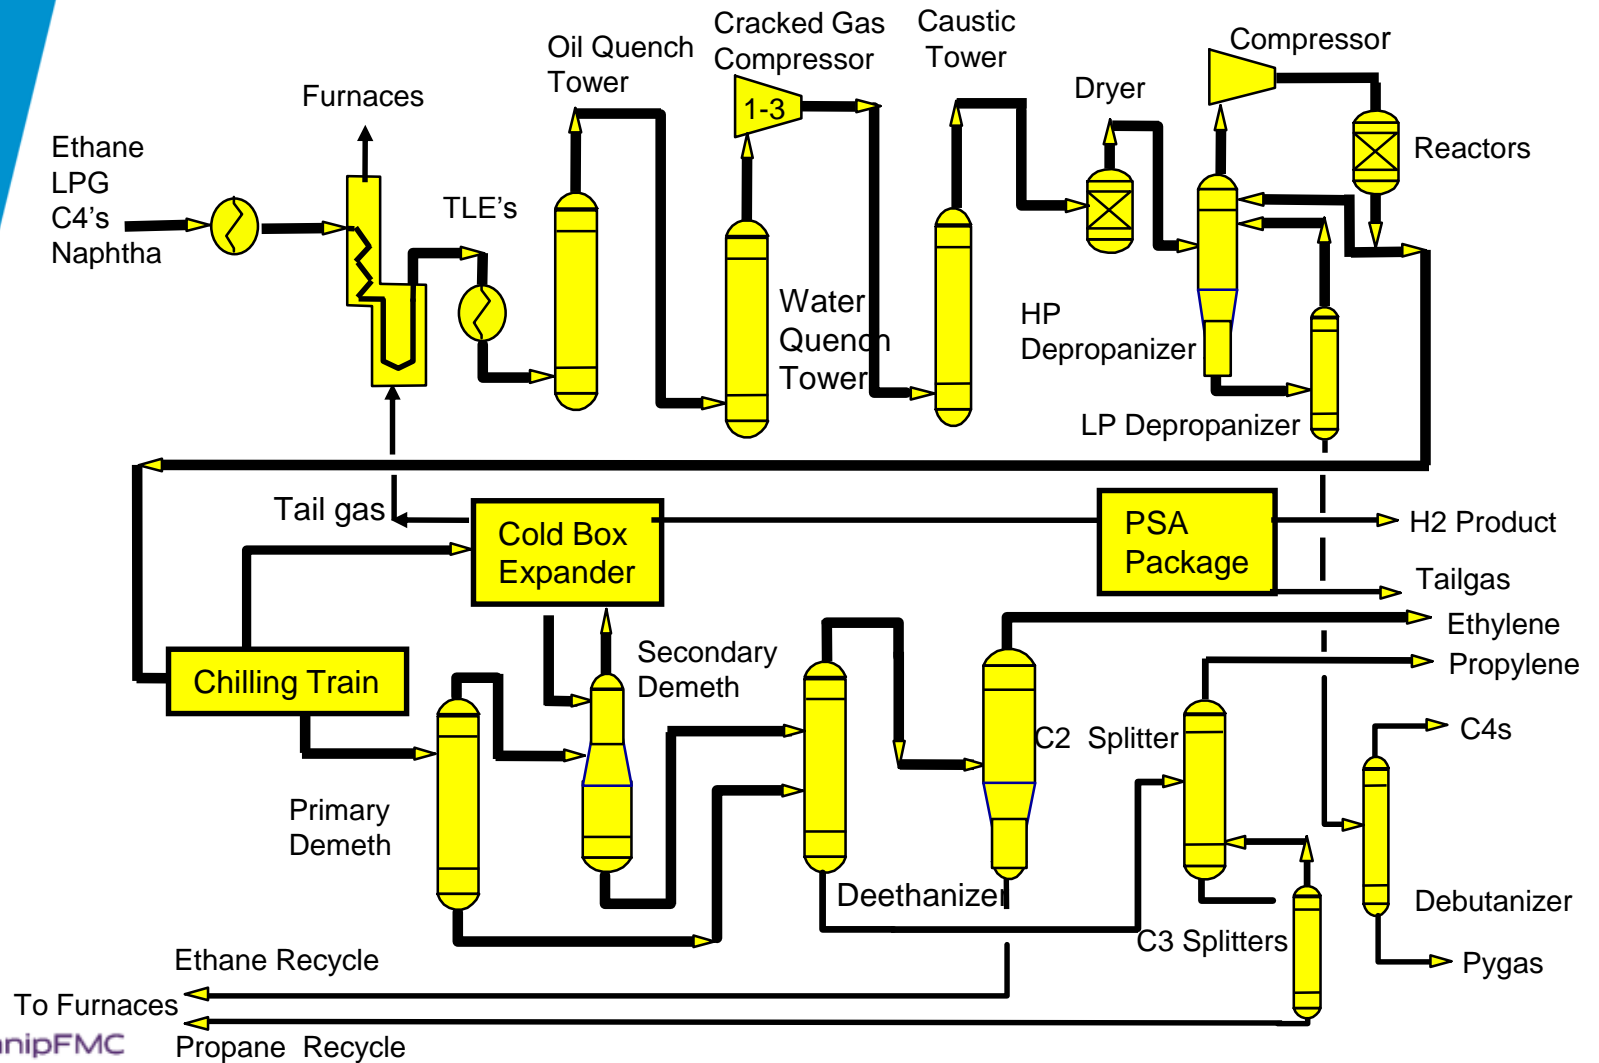 Oil Quench
Tower
Cracked Gas
Compressor
1-3
Caustic
Tower
Compressor
Furnaces
Dryer
Ethane
LPG
C4's
Naphtha
TLE's
Reactors
Water
Quench
Tower
HP
Depropanizer
LP Depropanizer
Tail gas
Cold Box
Expander
PSA
Package
H2 Product
Tailgas
Ethylene
Propylene
Chilling Train
Secondary
Demeth
C2 Splitter
C4s
Primary
Demeth
Deethanizer
Debutanizer
C3 Splitters
Pygas
Ethane Recycle
To Furnaces
nipFMC
Propane Recycle